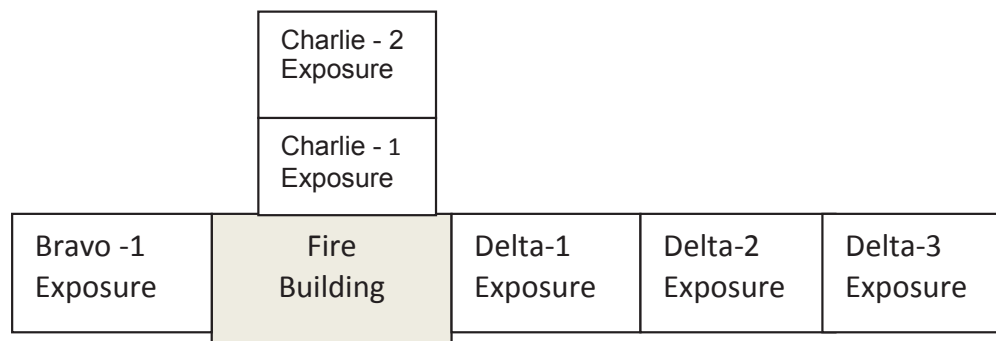 Charlie - 2
Exposure
Charlie - 1
Exposure
Bravo -1
Exposure
Fire
Building
Delta-1
Exposure
Delta-2
Exposure
Delta-3
Exposure